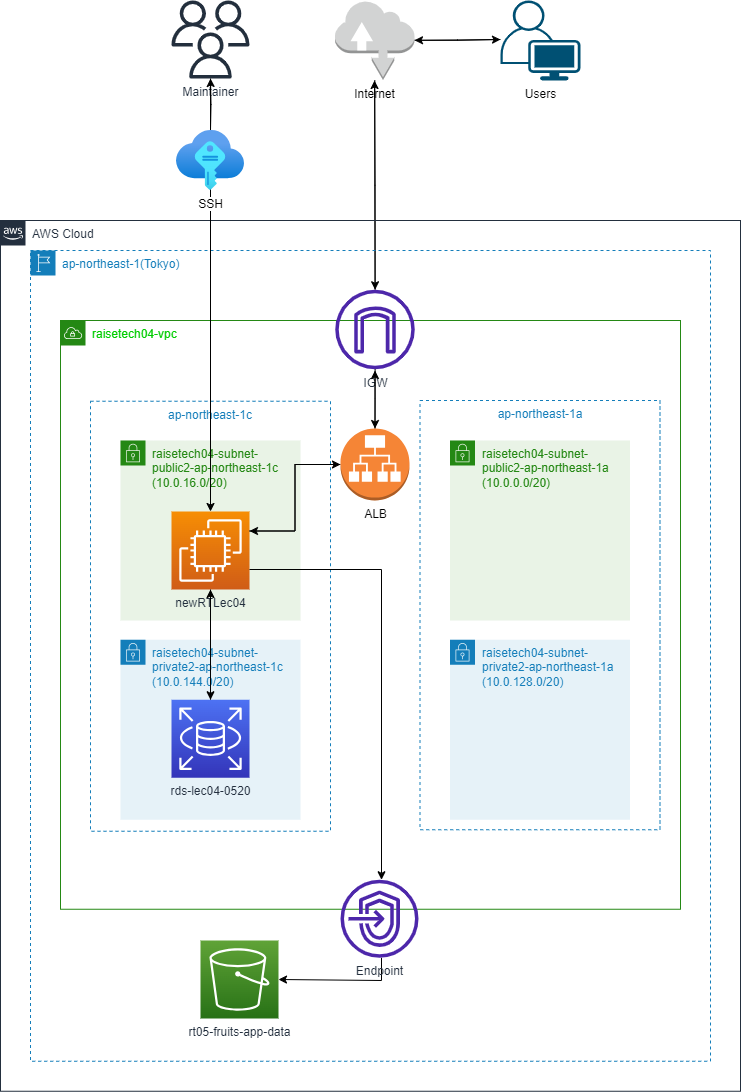 Maintainer
Internet
Users
SSH
aws
AWS Cloud
ap-northeast-1(Tokyo)
raisetech04-vpc
IGW
ap-northeast-1c
ap-northeast-1a
raisetech04-subnet-
public2-ap-northeast-1c
(10.0.16.0/20)
raisetech04-subnet-
public2-ap-northeast-1a
(10.0.0.0/20)
ALB
newRTLec04
raisetech04-subnet-
private2-ap-northeast-1c
(10.0.144.0/20)
raisetech04-subnet-
private2-ap-northeast-1a
(10.0.128.0/20)
rds-lec04-0520
Endpoint
rt05-fruits-app-data